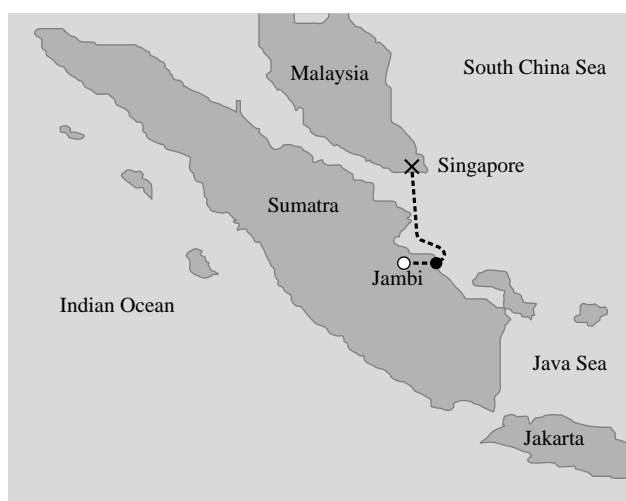 Malaysia
South China Sea
Singapore
Sumatra
Jambi
Indian Ocean
Java Sea
Jakarta